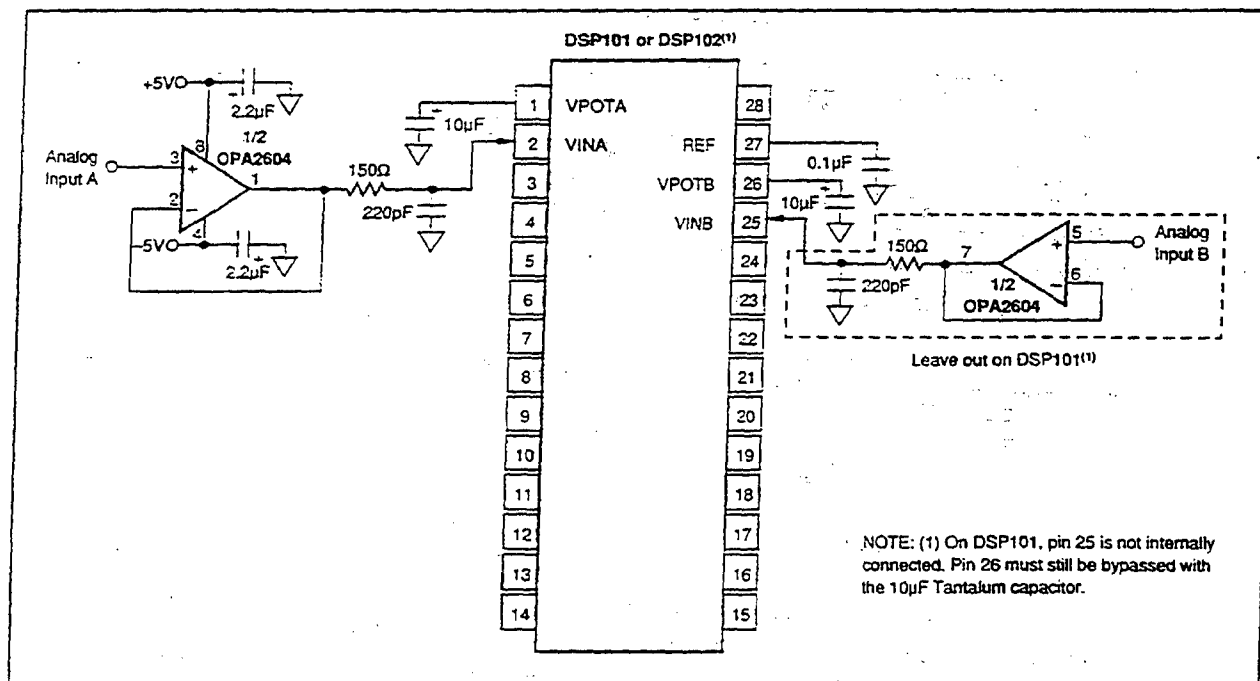 DSP101 or DSP102(1)
+5V
2.2µF
8
1/2
OPA2604
Analog
Input A
3
+
2
–
1
4
–5V
2.2µF
150Ω
220pF
10µF
+
1 VPOTA
2 VINA
3
4
5
6
7
8
9
10
11
12
13
14
28
REF 27
VPOTB 26
VINB 25
24
23
22
21
20
19
18
17
16
15
0.1µF
10µF
+
150Ω
220pF
7
1/2
OPA2604
+
5
–
6
Analog
Input B
Leave out on DSP101(1)
NOTE: (1) On DSP101, pin 25 is not internally
connected. Pin 26 must still be bypassed with
the 10µF Tantalum capacitor.